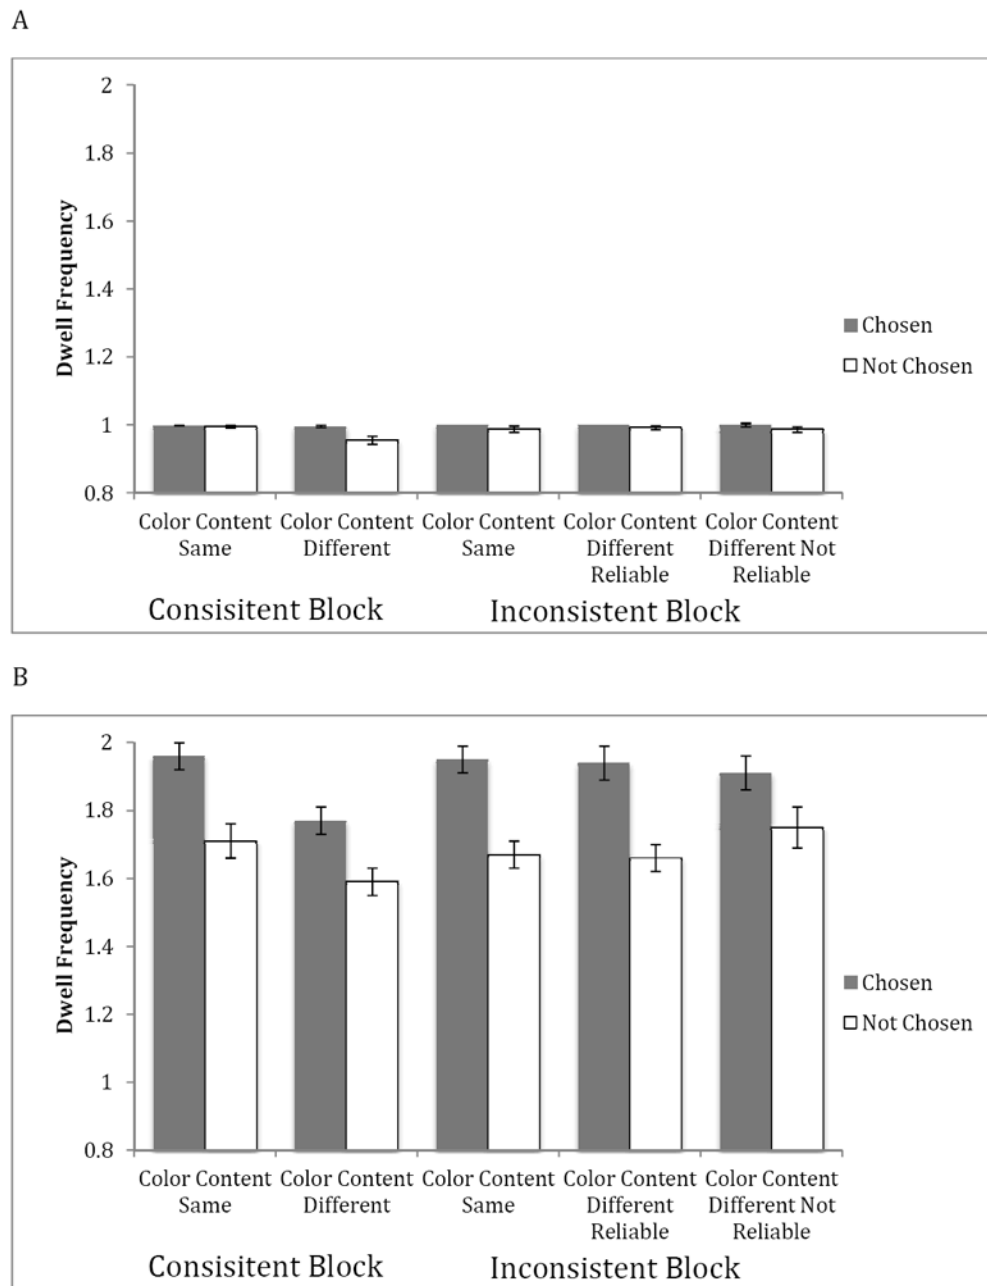 A
2
1.8
1.6
1.4
1.2
1
0.8
Dwell Frequency
Chosen
Not Chosen
Color Content Color Content Color Content Color Content Color Content
Same Different Same Different Different Not
Reliable Reliable
Consisitent Block Inconsistent Block
B
2
1.8
1.6
1.4
1.2
1
0.8
Dwell Frequency
Chosen
Not Chosen
Color Content Color Content Color Content Color Content Color Content
Same Different Same Different Different Not
Reliable Reliable
Consisitent Block Inconsistent Block